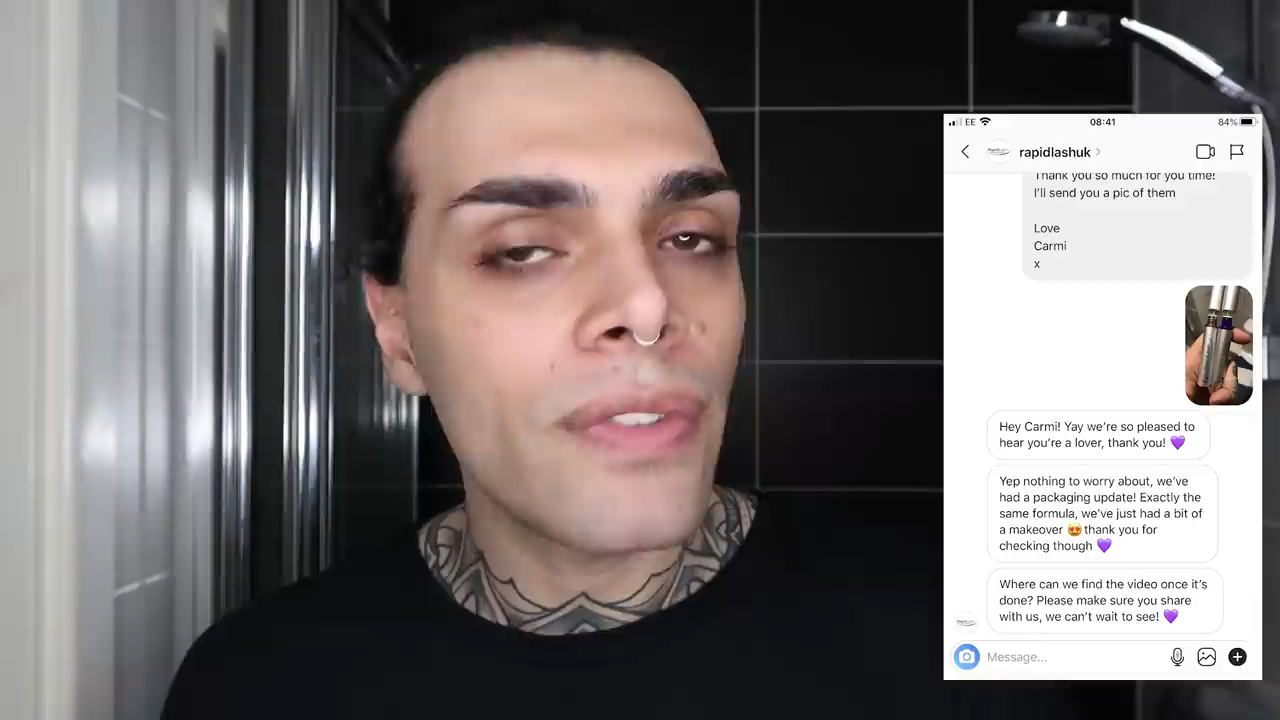 EE 08:41 84%
rapidlashuk
Thank you so much for you time!
I'll send you a pic of them
Love
Carmi
x
Hey Carmi! Yay we're so pleased to
hear you're a lover, thank you! 💜
Yep nothing to worry about, we've
had a packaging update! Exactly the
same formula, we've just had a bit of
a makeover 😍 thank you for
checking though 💜
Where can we find the video once it's
done? Please make sure you share
with us, we can't wait to see! 💜
Message...